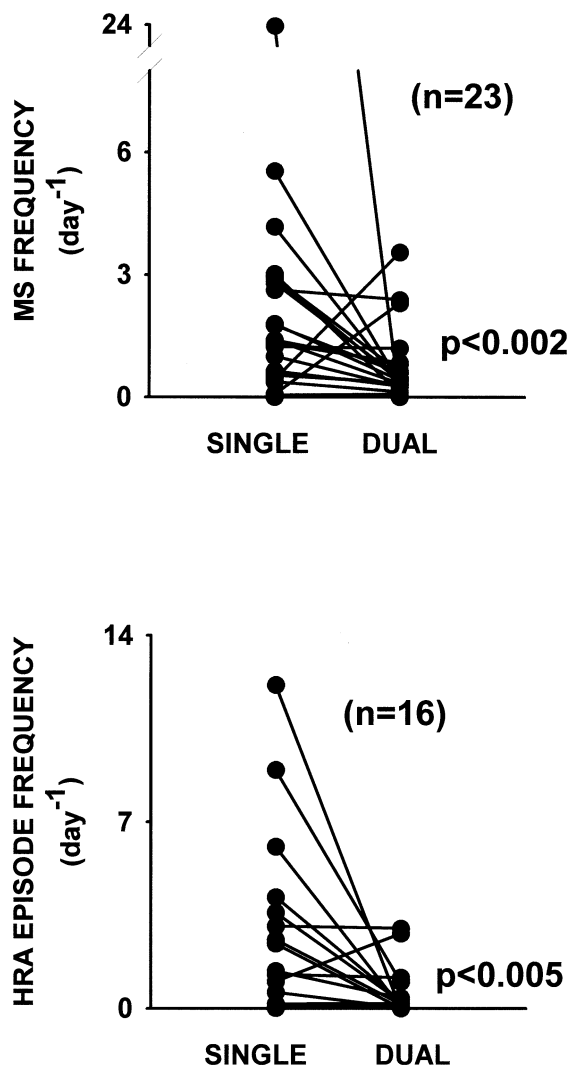 24
(n=23)
6
MS FREQUENCY
(day-1)
3
p<0.002
0
SINGLE DUAL
14
(n=16)
HRA EPISODE FREQUENCY
(day-1)
7
p<0.005
0
SINGLE DUAL